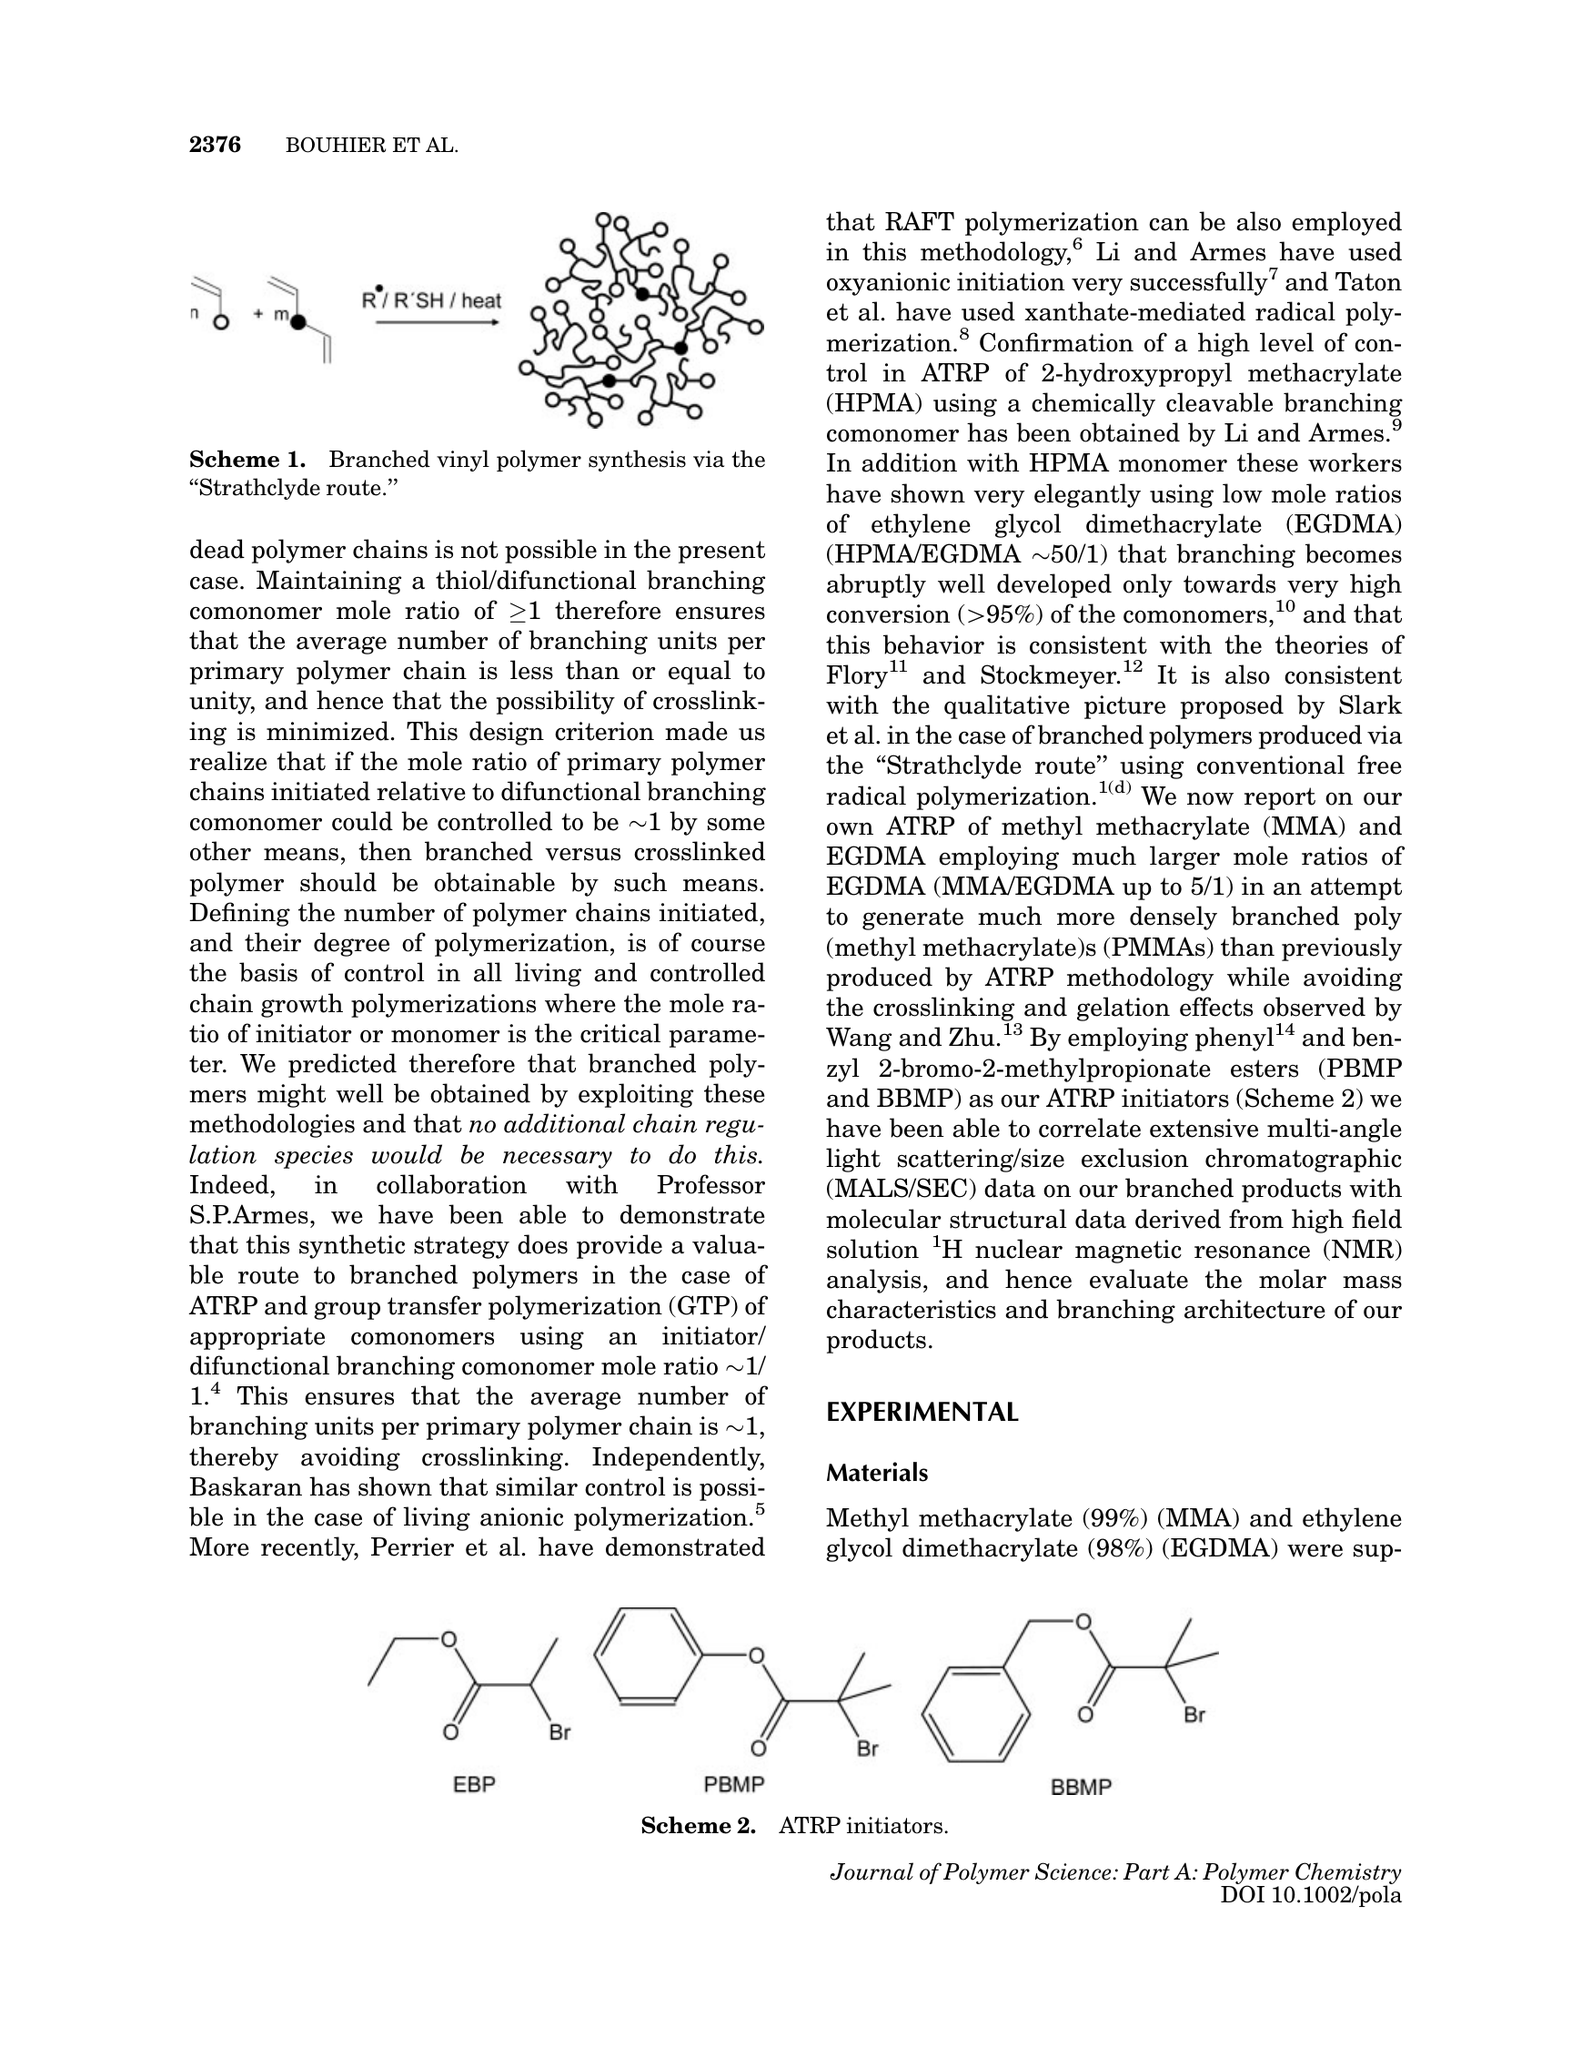 2376 BOUHIER ET AL.
n + m R•/ R´SH / heat
Scheme 1. Branched vinyl polymer synthesis via the
“Strathclyde route.”
dead polymer chains is not possible in the present
case. Maintaining a thiol/difunctional branching
comonomer mole ratio of ≥1 therefore ensures
that the average number of branching units per
primary polymer chain is less than or equal to
unity, and hence that the possibility of crosslink-
ing is minimized. This design criterion made us
realize that if the mole ratio of primary polymer
chains initiated relative to difunctional branching
comonomer could be controlled to be ∼1 by some
other means, then branched versus crosslinked
polymer should be obtainable by such means.
Defining the number of polymer chains initiated,
and their degree of polymerization, is of course
the basis of control in all living and controlled
chain growth polymerizations where the mole ra-
tio of initiator or monomer is the critical parame-
ter. We predicted therefore that branched poly-
mers might well be obtained by exploiting these
methodologies and that no additional chain regu-
lation species would be necessary to do this.
Indeed, in collaboration with Professor
S.P.Armes, we have been able to demonstrate
that this synthetic strategy does provide a valua-
ble route to branched polymers in the case of
ATRP and group transfer polymerization (GTP) of
appropriate comonomers using an initiator/
difunctional branching comonomer mole ratio ∼1/
1.4 This ensures that the average number of
branching units per primary polymer chain is ∼1,
thereby avoiding crosslinking. Independently,
Baskaran has shown that similar control is possi-
ble in the case of living anionic polymerization.5
More recently, Perrier et al. have demonstrated
that RAFT polymerization can be also employed
in this methodology,6 Li and Armes have used
oxyanionic initiation very successfully7 and Taton
et al. have used xanthate-mediated radical poly-
merization.8 Confirmation of a high level of con-
trol in ATRP of 2-hydroxypropyl methacrylate
(HPMA) using a chemically cleavable branching
comonomer has been obtained by Li and Armes.9
In addition with HPMA monomer these workers
have shown very elegantly using low mole ratios
of ethylene glycol dimethacrylate (EGDMA)
(HPMA/EGDMA ∼50/1) that branching becomes
abruptly well developed only towards very high
conversion (>95%) of the comonomers,10 and that
this behavior is consistent with the theories of
Flory11 and Stockmeyer.12 It is also consistent
with the qualitative picture proposed by Slark
et al. in the case of branched polymers produced via
the “Strathclyde route” using conventional free
radical polymerization.1(d) We now report on our
own ATRP of methyl methacrylate (MMA) and
EGDMA employing much larger mole ratios of
EGDMA (MMA/EGDMA up to 5/1) in an attempt
to generate much more densely branched poly
(methyl methacrylate)s (PMMAs) than previously
produced by ATRP methodology while avoiding
the crosslinking and gelation effects observed by
Wang and Zhu.13 By employing phenyl14 and ben-
zyl 2-bromo-2-methylpropionate esters (PBMP
and BBMP) as our ATRP initiators (Scheme 2) we
have been able to correlate extensive multi-angle
light scattering/size exclusion chromatographic
(MALS/SEC) data on our branched products with
molecular structural data derived from high field
solution 1H nuclear magnetic resonance (NMR)
analysis, and hence evaluate the molar mass
characteristics and branching architecture of our
products.
EXPERIMENTAL
Materials
Methyl methacrylate (99%) (MMA) and ethylene
glycol dimethacrylate (98%) (EGDMA) were sup-
O O Br
O O Br
O O Br
EBP PBMP BBMP
Scheme 2. ATRP initiators.
Journal of Polymer Science: Part A: Polymer Chemistry
DOI 10.1002/pola